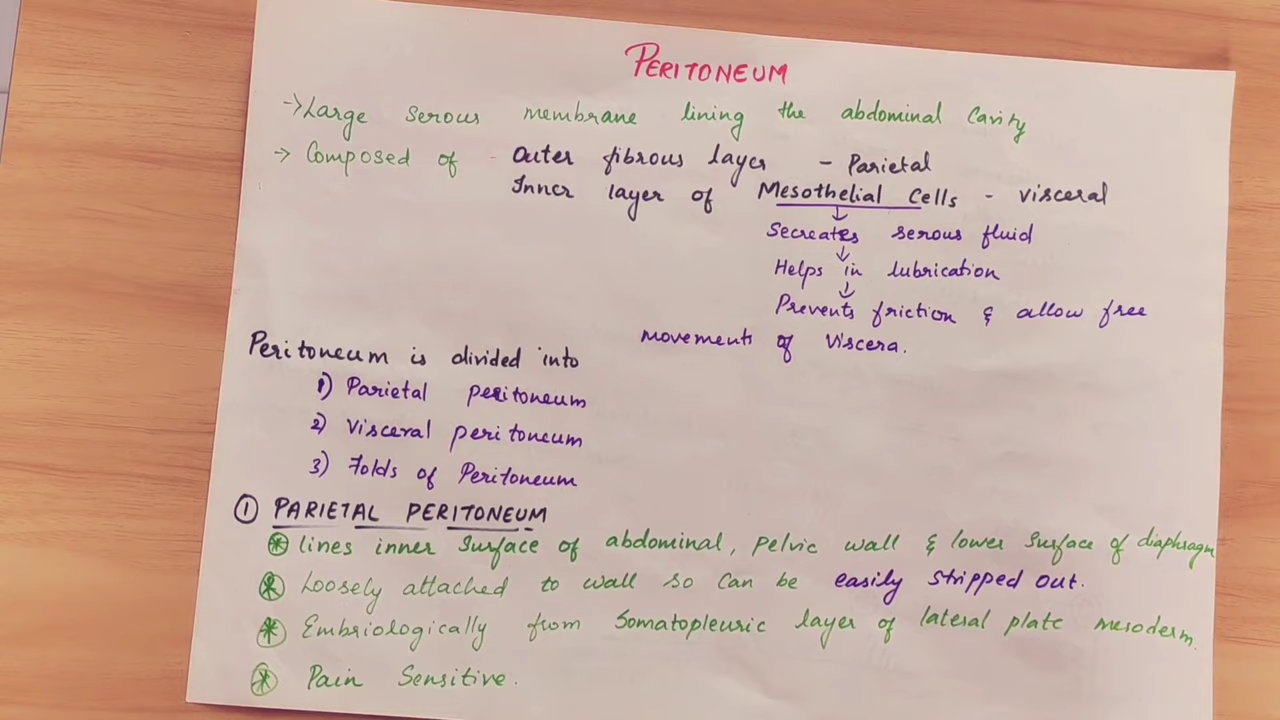 PERITONEUM
→ Large serous membrane lining the abdominal cavity
→ Composed of - Outer fibrous layer - Parietal
Inner layer of Mesothelial Cells - visceral
↓
Secreates serous fluid
↓
Helps in lubrication
↓
Prevents friction & allow free
movements of viscera.
Peritoneum is divided into
1) Parietal peritoneum
2) Visceral peritoneum
3) Folds of Peritoneum
① PARIETAL PERITONEUM
* lines inner surface of abdominal, pelvic wall & lower surface of diaphragm
* Loosely attached to wall so can be easily stripped out.
* Embriologically from Somatopleuric layer of lateral plate mesoderm.
* Pain Sensitive.